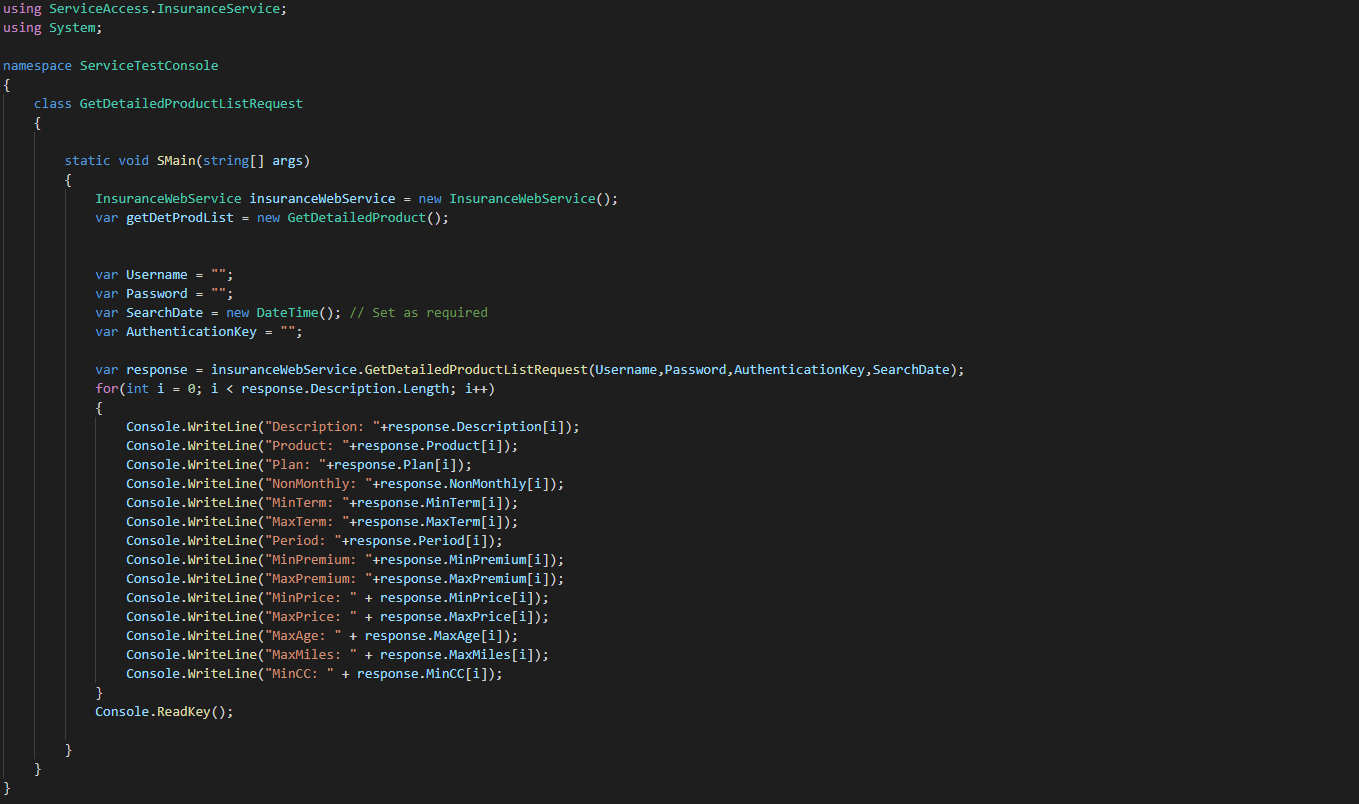 using ServiceAccess.InsuranceService;
using System;
namespace ServiceTestConsole
{
class GetDetailedProductListRequest
{
static void SMain(string[] args)
{
InsuranceWebService insuranceWebService = new InsuranceWebService();
var getDetProdList = new GetDetailedProduct();
var Username = "";
var Password = "";
var SearchDate = new DateTime(); // Set as required
var AuthenticationKey = "";
var response = insuranceWebService.GetDetailedProductListRequest(Username,Password,AuthenticationKey,SearchDate);
for(int i = 0; i < response.Description.Length; i++)
{
Console.WriteLine("Description: "+response.Description[i]);
Console.WriteLine("Product: "+response.Product[i]);
Console.WriteLine("Plan: "+response.Plan[i]);
Console.WriteLine("NonMonthly: "+response.NonMonthly[i]);
Console.WriteLine("MinTerm: "+response.MinTerm[i]);
Console.WriteLine("MaxTerm: "+response.MaxTerm[i]);
Console.WriteLine("Period: "+response.Period[i]);
Console.WriteLine("MinPremium: "+response.MinPremium[i]);
Console.WriteLine("MaxPremium: "+response.MaxPremium[i]);
Console.WriteLine("MinPrice: " + response.MinPrice[i]);
Console.WriteLine("MaxPrice: " + response.MaxPrice[i]);
Console.WriteLine("MaxAge: " + response.MaxAge[i]);
Console.WriteLine("MaxMiles: " + response.MaxMiles[i]);
Console.WriteLine("MinCC: " + response.MinCC[i]);
}
Console.ReadKey();
}
}
}